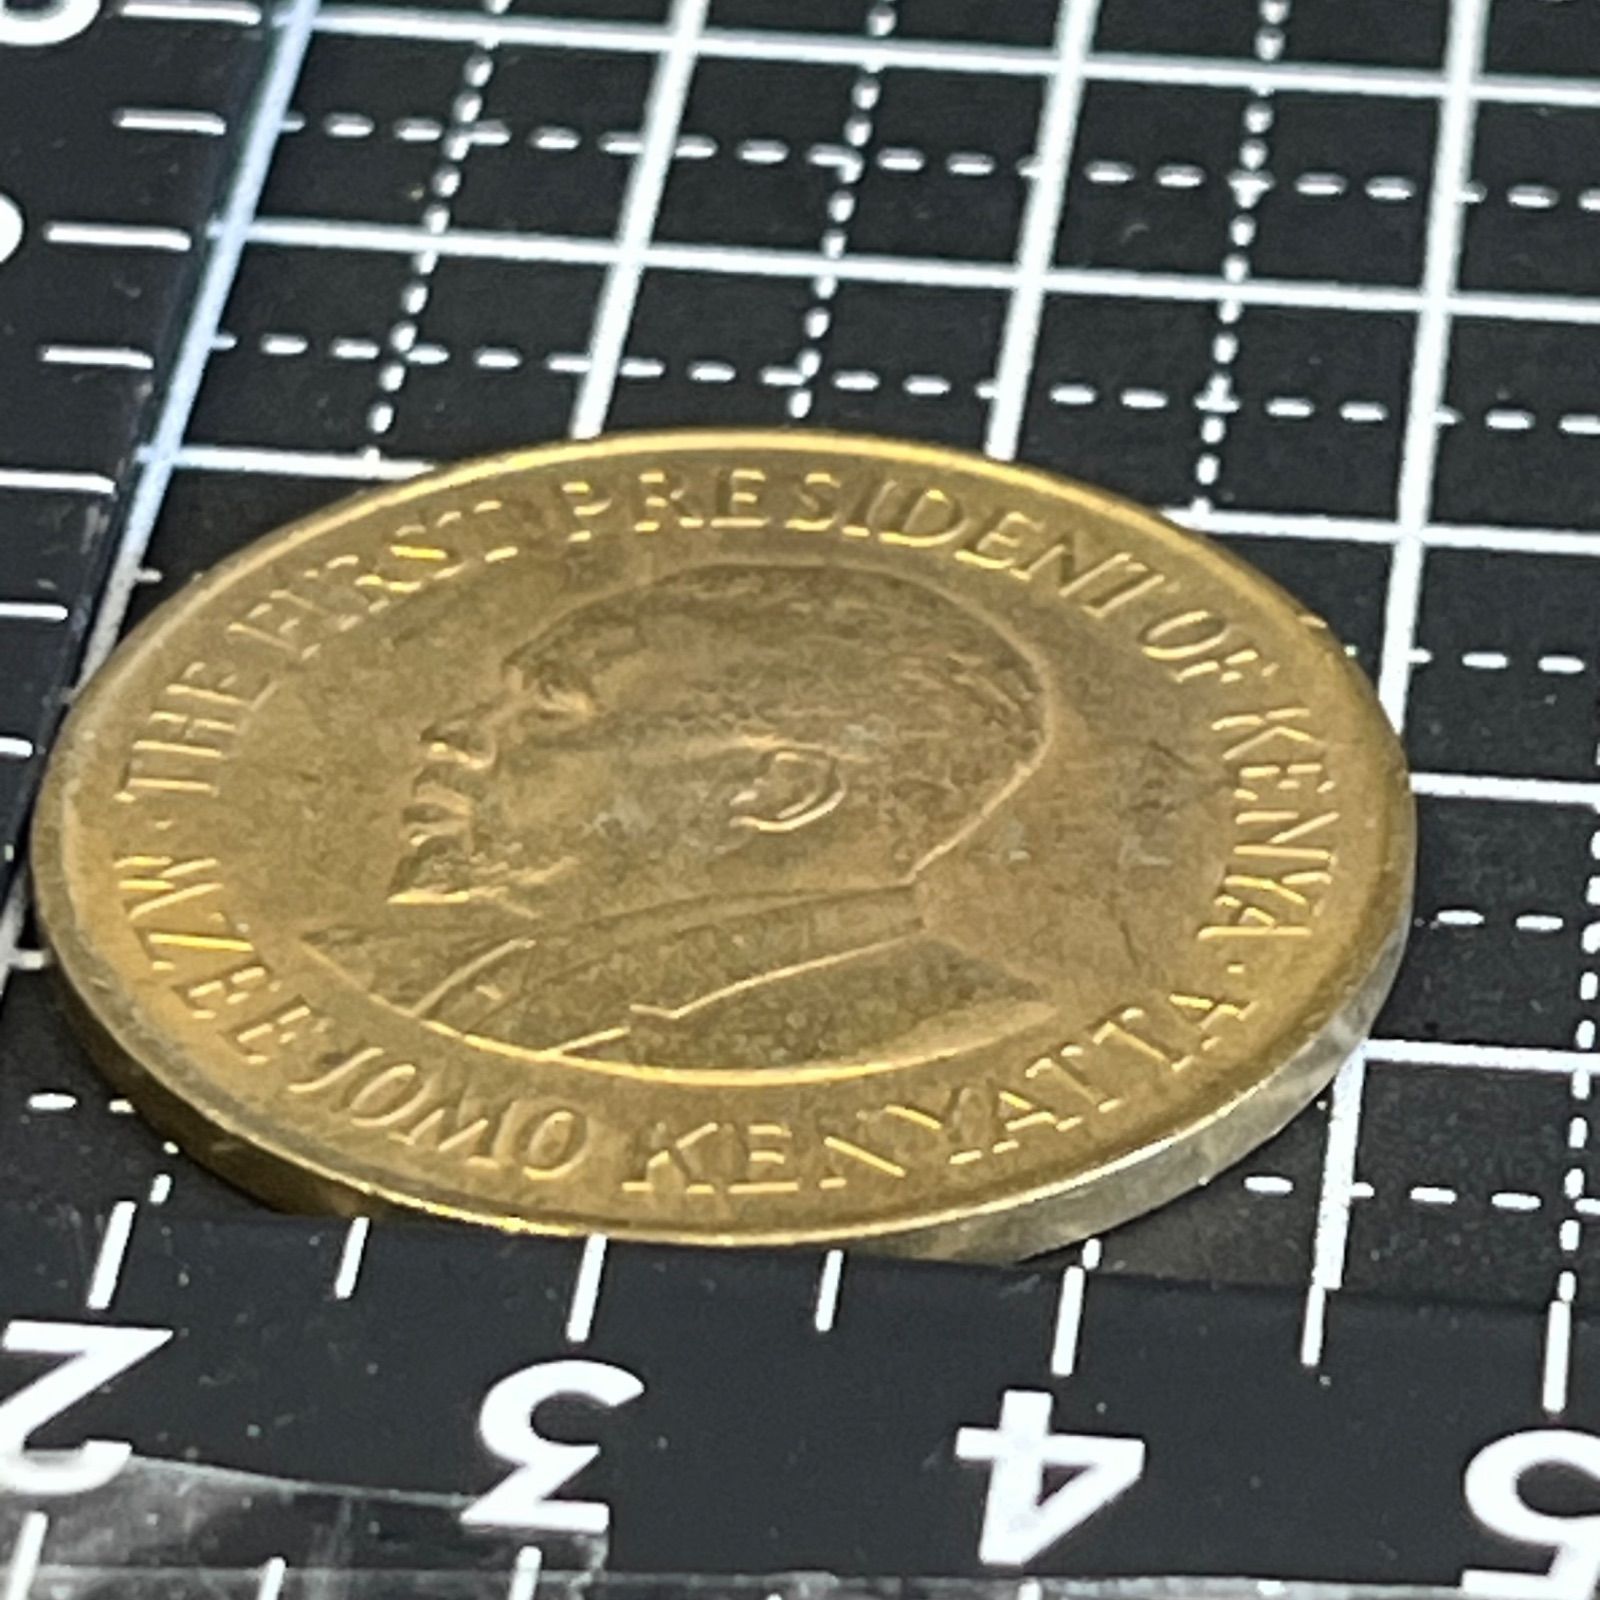 MZEE JOMO KENYATTA · THE FIRST PRESIDENT OF KENYA ·
2 3 4 5